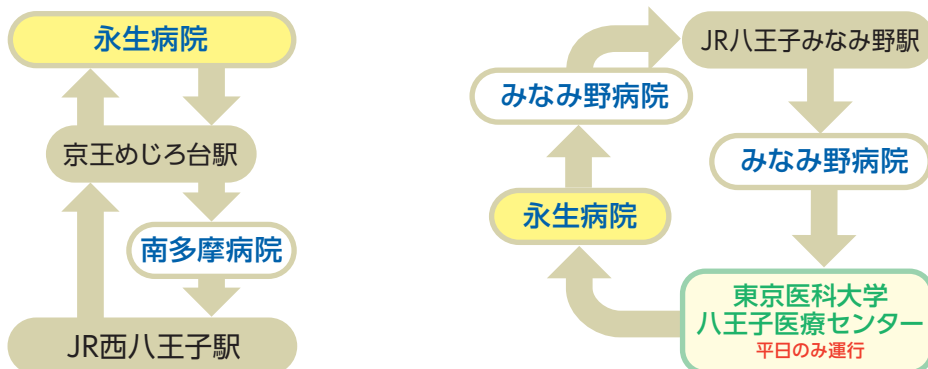 永生病院
京王めじろ台駅
南多摩病院
JR西八王子駅
JR八王子みなみ野駅
みなみ野病院
みなみ野病院
永生病院
東京医科大学
八王子医療センター
平日のみ運行